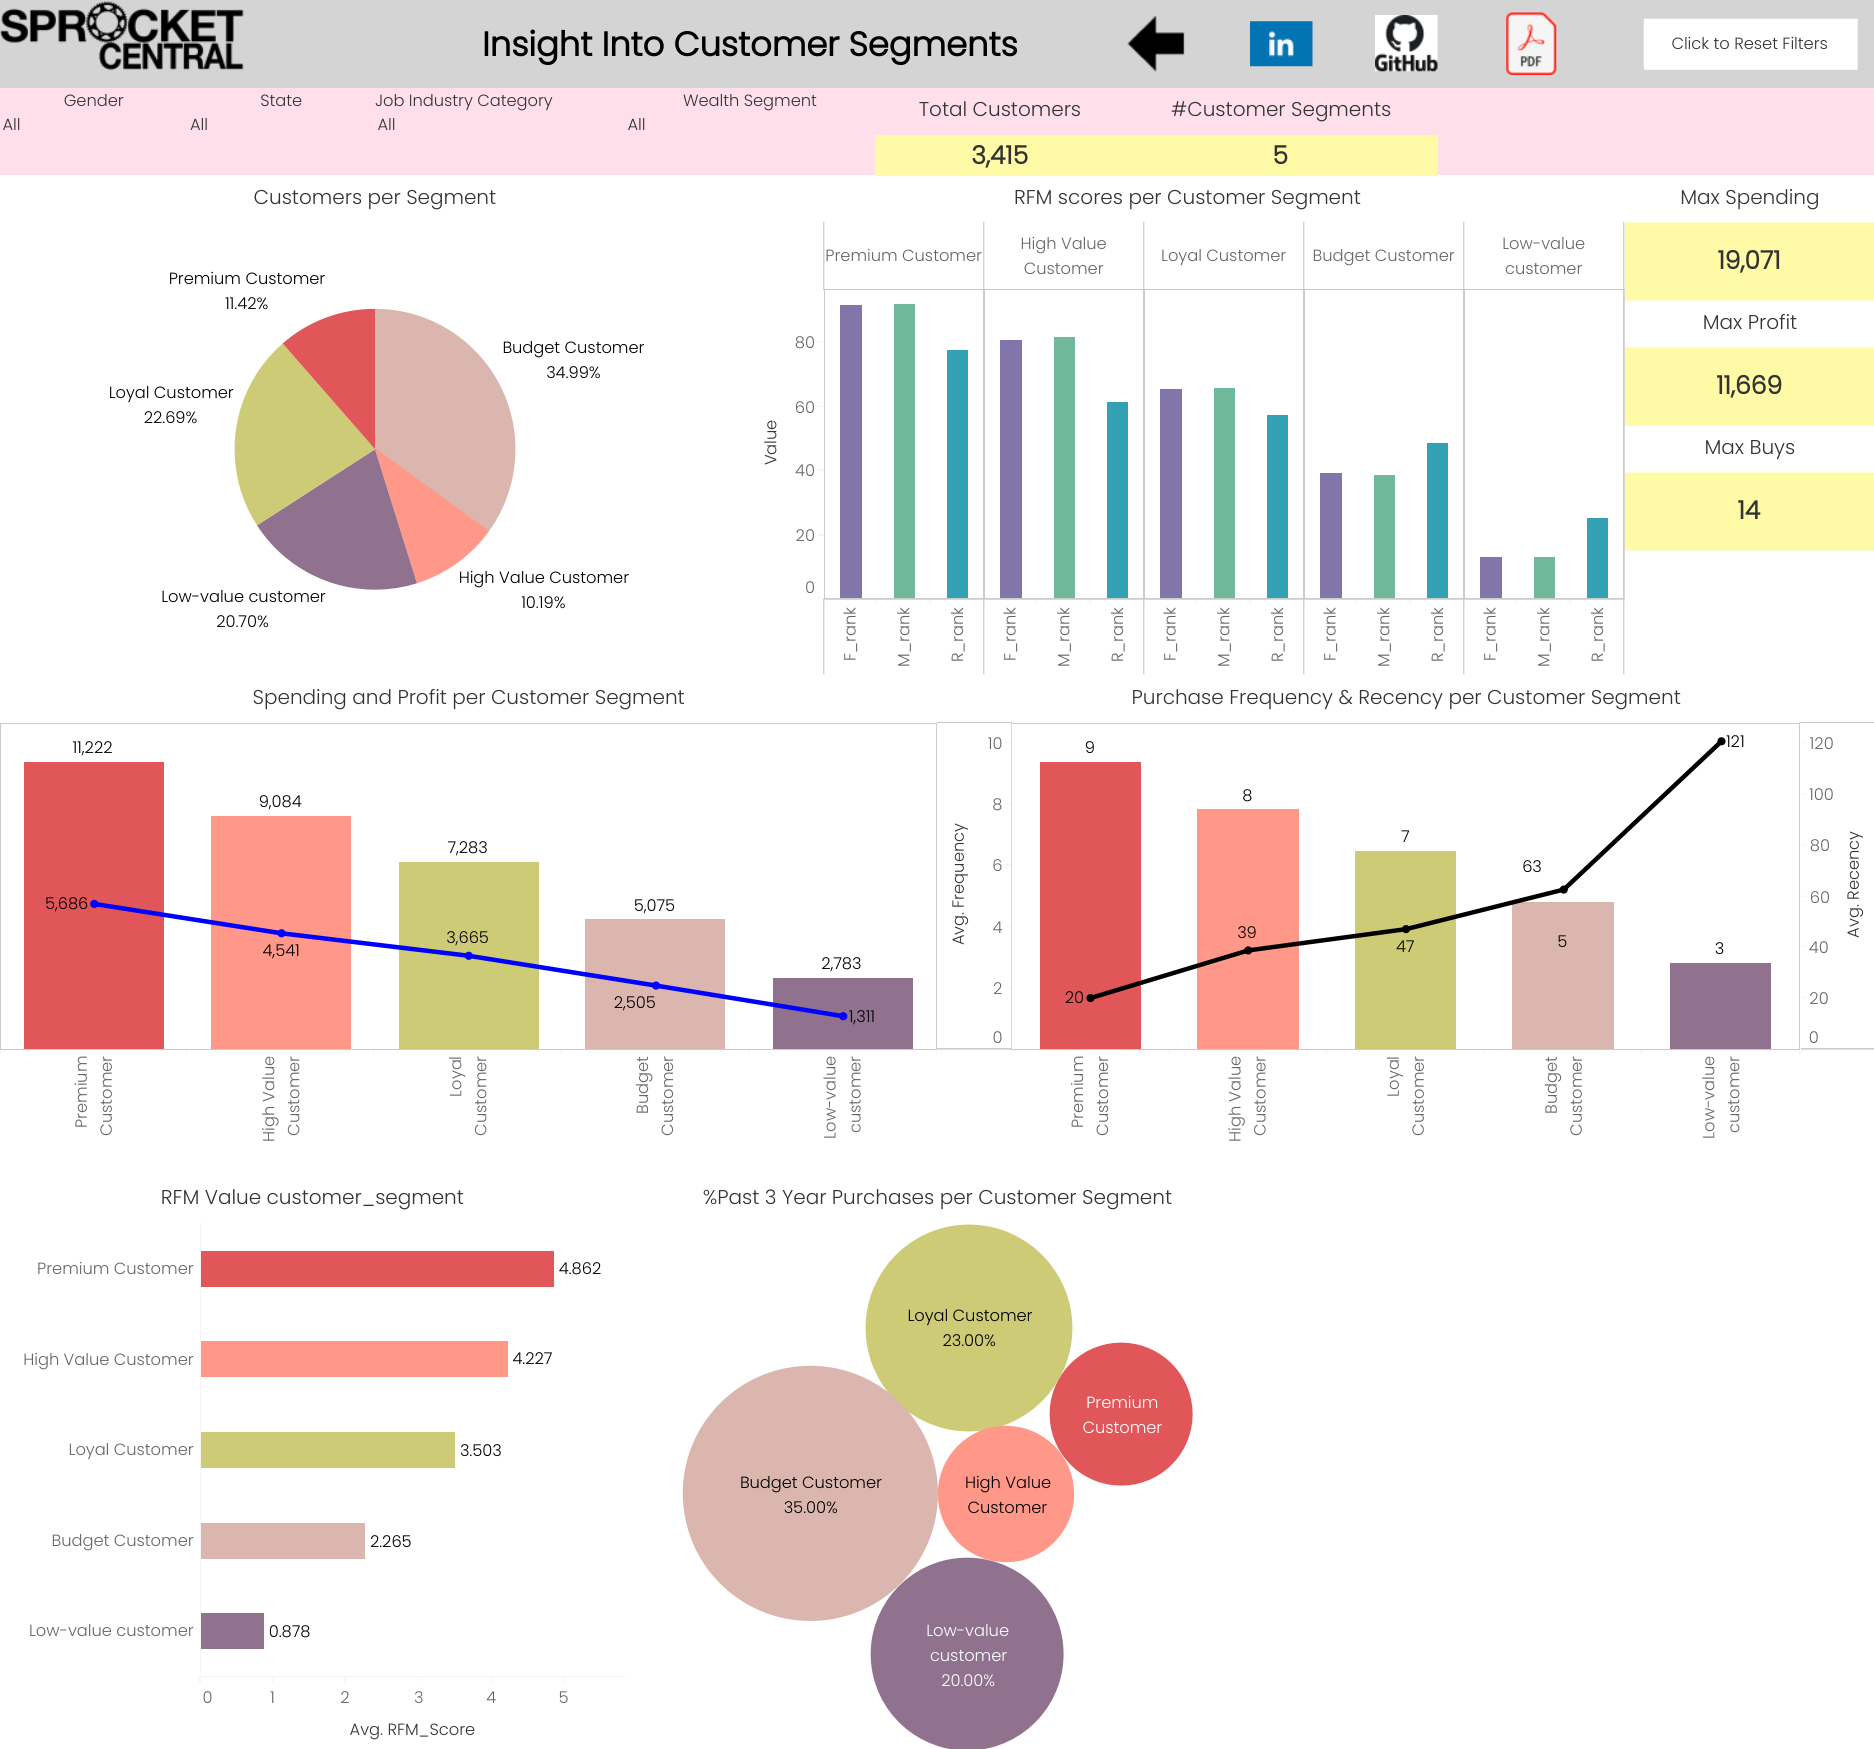 SPROCKET
CENTRAL
Insight Into Customer Segments
in
GitHub
PDF
Click to Reset Filters
Gender
State
Job Industry Category
Wealth Segment
All
All
All
All
Total Customers
#Customer Segments
3,415
5
Customers per Segment
Premium Customer
11.42%
Budget Customer
34.99%
Loyal Customer
22.69%
High Value Customer
10.19%
Low-value customer
20.70%
RFM scores per Customer Segment
Premium Customer
High Value
Customer
Loyal Customer
Budget Customer
Low-value
customer
Value
80
60
40
20
0
F_rank
M_rank
R_rank
F_rank
M_rank
R_rank
F_rank
M_rank
R_rank
F_rank
M_rank
R_rank
F_rank
M_rank
R_rank
Max Spending
19,071
Max Profit
11,669
Max Buys
14
Spending and Profit per Customer Segment
11,222
9,084
7,283
5,075
2,783
5,686
4,541
3,665
2,505
1,311
Premium
Customer
High Value
Customer
Loyal
Customer
Budget
Customer
Low-value
customer
Purchase Frequency & Recency per Customer Segment
Avg. Frequency
10
8
6
4
2
0
9
8
7
5
3
20
39
47
63
121
120
100
80
60
40
20
0
Avg. Recency
Premium
Customer
High Value
Customer
Loyal
Customer
Budget
Customer
Low-value
customer
RFM Value customer_segment
Premium Customer
4.862
High Value Customer
4.227
Loyal Customer
3.503
Budget Customer
2.265
Low-value customer
0.878
0
1
2
3
4
5
Avg. RFM_Score
%Past 3 Year Purchases per Customer Segment
Loyal Customer
23.00%
Premium
Customer
Budget Customer
35.00%
High Value
Customer
Low-value
customer
20.00%